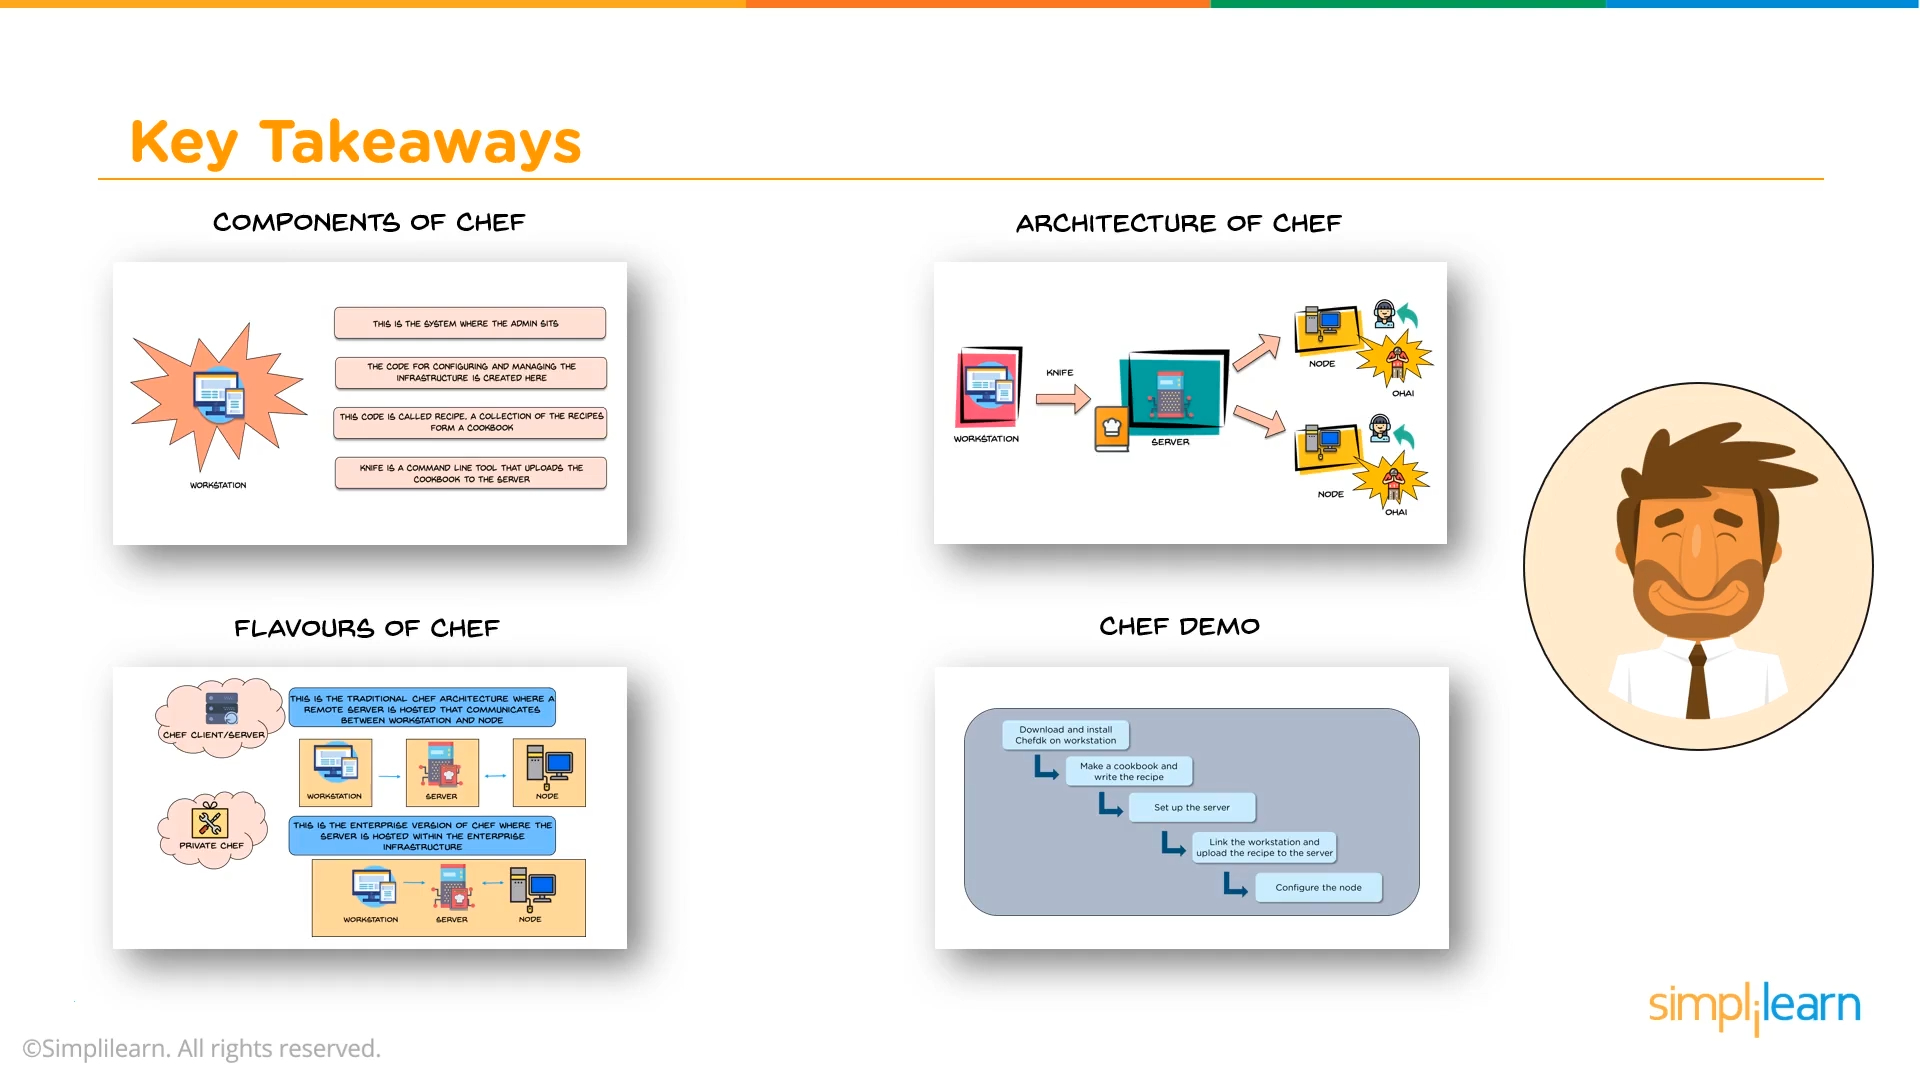 Key Takeaways
COMPONENTS OF CHEF
THIS IS THE SYSTEM WHERE THE ADMIN SITS
THE CODE FOR CONFIGURING AND MANAGING THE
INFRASTRUCTURE IS CREATED HERE
THIS CODE IS CALLED RECIPE, A COLLECTION OF THE RECIPES
FORM A COOKBOOK
KNIFE IS A COMMAND LINE TOOL THAT UPLOADS THE
COOKBOOK TO THE SERVER
WORKSTATION
ARCHITECTURE OF CHEF
WORKSTATION
KNIFE
SERVER
NODE
OHAI
NODE
OHAI
FLAVOURS OF CHEF
CHEF CLIENT/SERVER
THIS IS THE TRADITIONAL CHEF ARCHITECTURE WHERE A
REMOTE SERVER IS HOSTED THAT COMMUNICATES
BETWEEN WORKSTATION AND NODE
WORKSTATION
SERVER
NODE
PRIVATE CHEF
THIS IS THE ENTERPRISE VERSION OF CHEF WHERE THE
SERVER IS HOSTED WITHIN THE ENTERPRISE
INFRASTRUCTURE
WORKSTATION
SERVER
NODE
CHEF DEMO
Download and install
Chefdk on workstation
Make a cookbook and
write the recipe
Set up the server
Link the workstation and
upload the recipe to the server
Configure the node
simplilearn
©Simplilearn. All rights reserved.